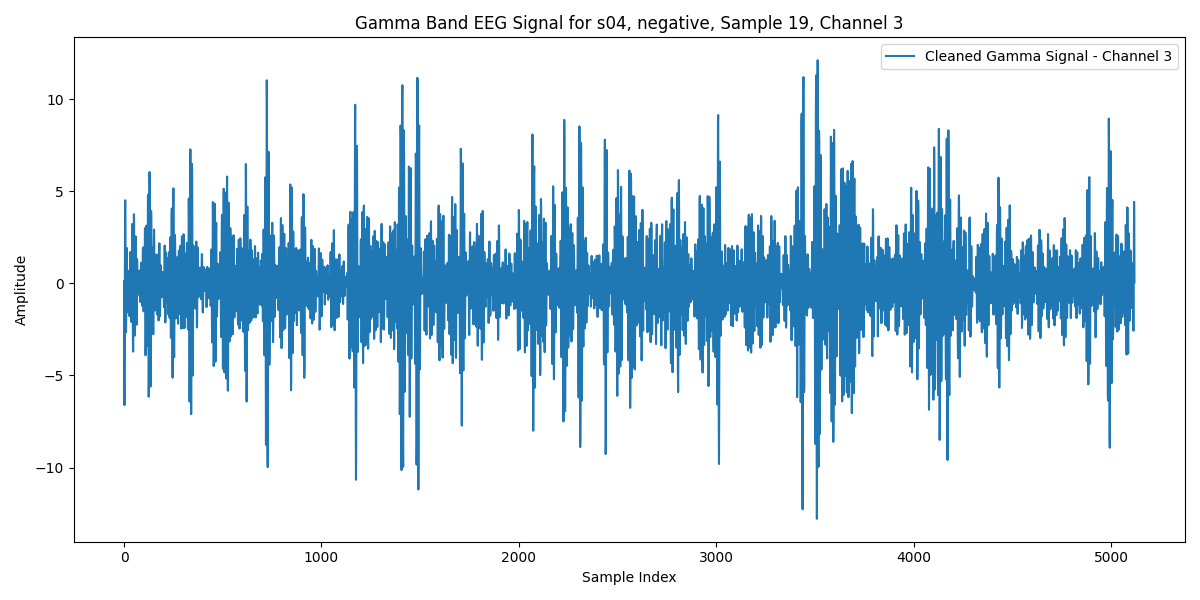 Gamma Band EEG Signal for s04, negative, Sample 19, Channel 3
Cleaned Gamma Signal - Channel 3
10
5
0
−5
−10
Amplitude
0 1000 2000 3000 4000 5000
Sample Index